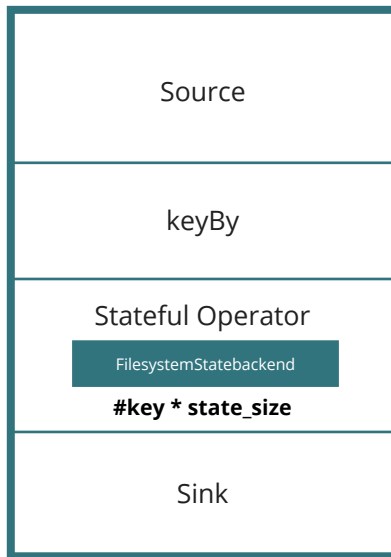 Source
keyBy
Stateful Operator
FilesystemStatebackend
#key * state_size
Sink